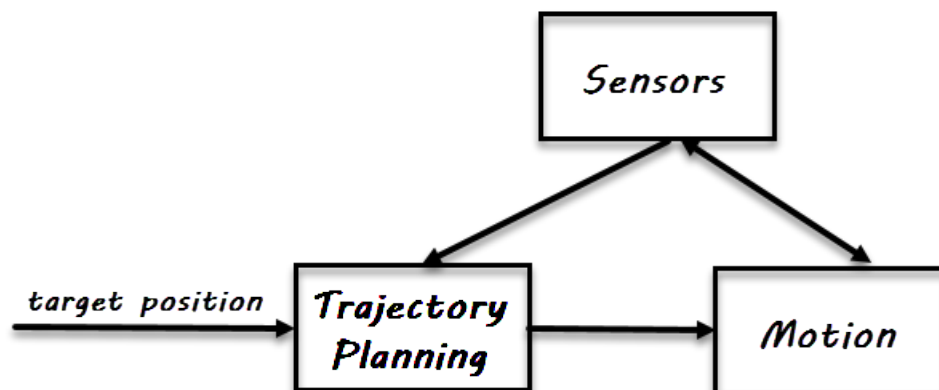 Sensors
target position
Trajectory
Planning
Motion